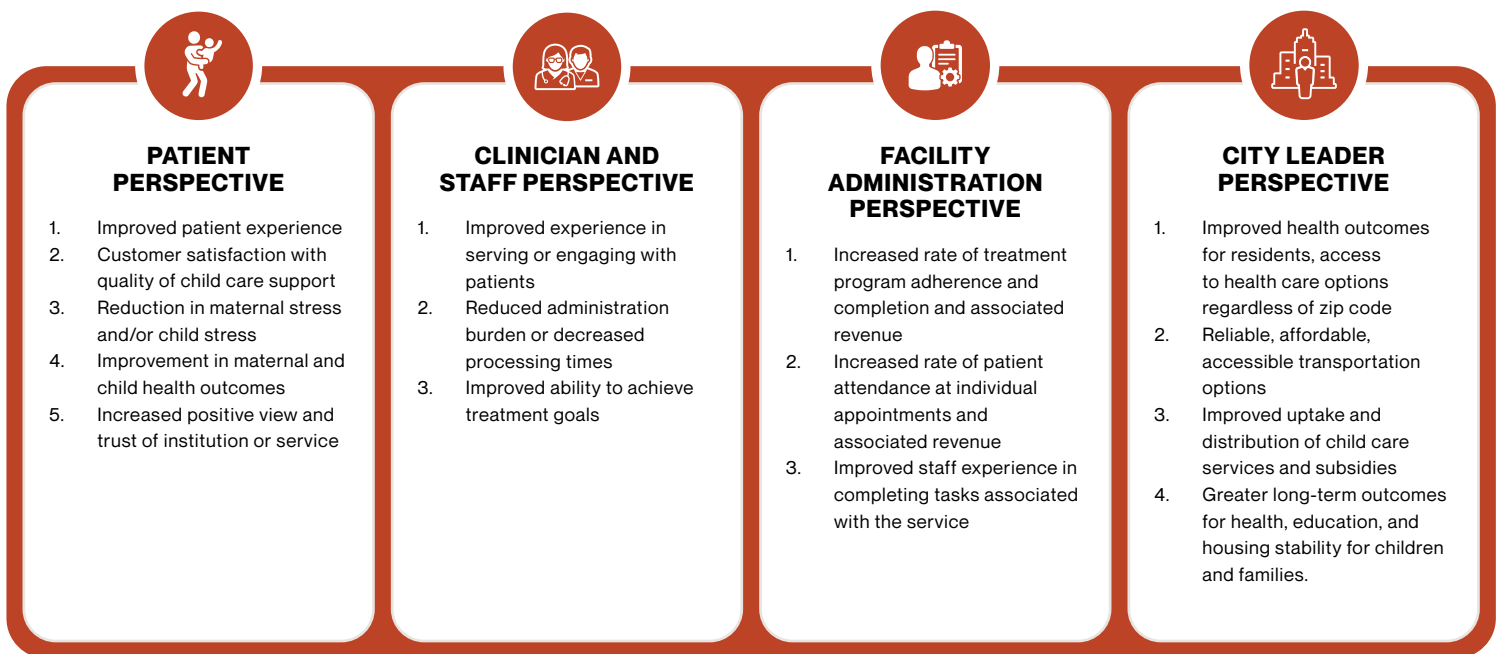 PATIENT
PERSPECTIVE
1. Improved patient experience
2. Customer satisfaction with
quality of child care support
3. Reduction in maternal stress
and/or child stress
4. Improvement in maternal and
child health outcomes
5. Increased positive view and
trust of institution or service
CLINICIAN AND
STAFF PERSPECTIVE
1. Improved experience in
serving or engaging with
patients
2. Reduced administration
burden or decreased
processing times
3. Improved ability to achieve
treatment goals
FACILITY
ADMINISTRATION
PERSPECTIVE
1. Increased rate of treatment
program adherence and
completion and associated
revenue
2. Increased rate of patient
attendance at individual
appointments and
associated revenue
3. Improved staff experience in
completing tasks associated
with the service
CITY LEADER
PERSPECTIVE
1. Improved health outcomes
for residents, access
to health care options
regardless of zip code
2. Reliable, affordable,
accessible transportation
options
3. Improved uptake and
distribution of child care
services and subsidies
4. Greater long-term outcomes
for health, education, and
housing stability for children
and families.